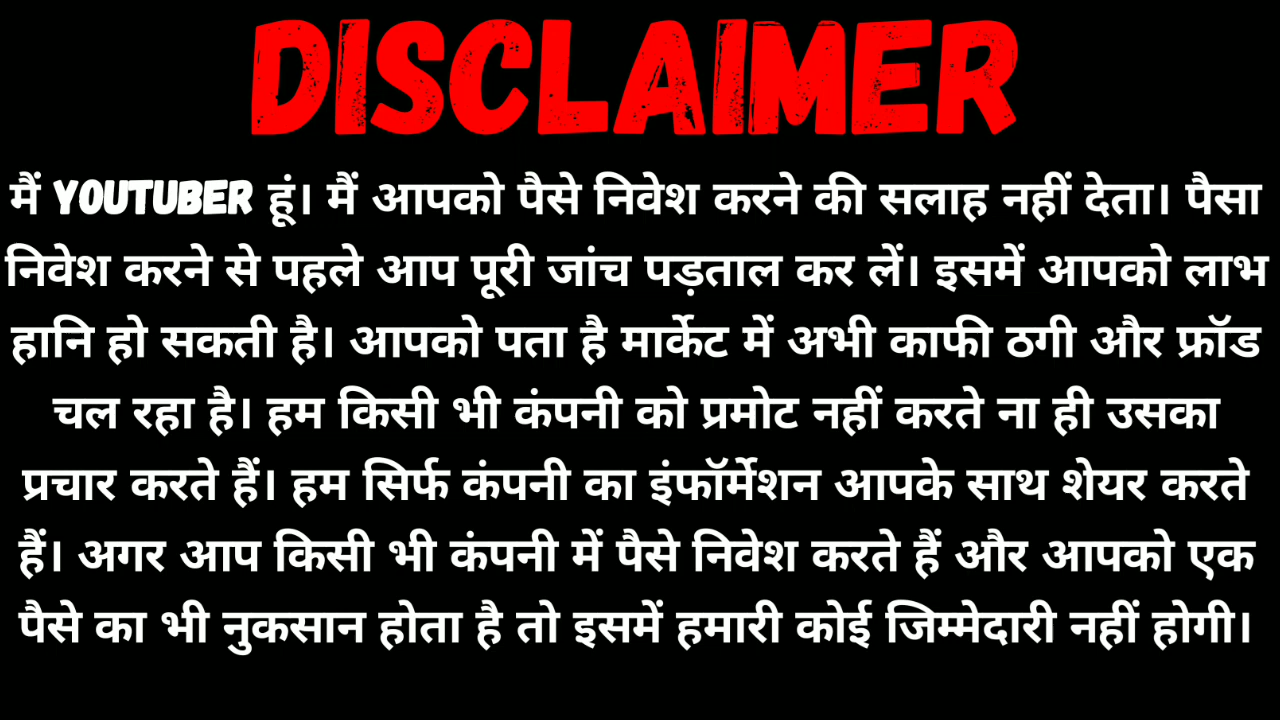 DISCLAIMER
मैं YOUTUBER हूं। मैं आपको पैसे निवेश करने की सलाह नहीं देता। पैसा
निवेश करने से पहले आप पूरी जांच पड़ताल कर लें। इसमें आपको लाभ
हानि हो सकती है। आपको पता है मार्केट में अभी काफी ठगी और फ्रॉड
चल रहा है। हम किसी भी कंपनी को प्रमोट नहीं करते ना ही उसका
प्रचार करते हैं। हम सिर्फ कंपनी का इंफॉर्मेशन आपके साथ शेयर करते
हैं। अगर आप किसी भी कंपनी में पैसे निवेश करते हैं और आपको एक
पैसे का भी नुकसान होता है तो इसमें हमारी कोई जिम्मेदारी नहीं होगी।